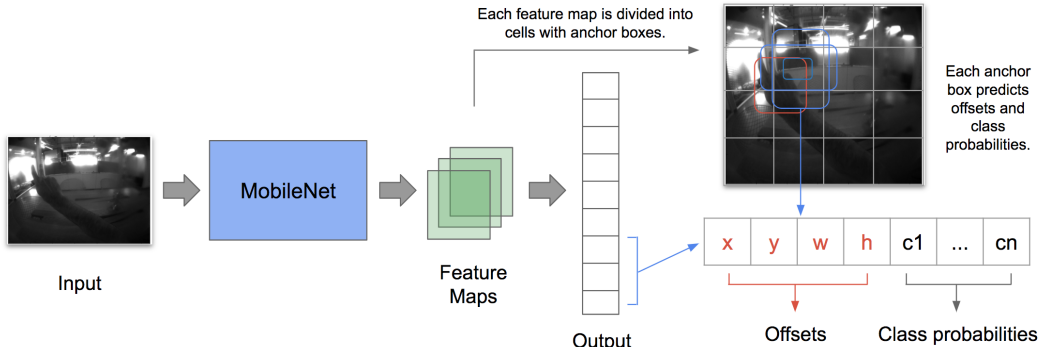 Each feature map is divided into
cells with anchor boxes.
Each anchor
box predicts
offsets and
class
probabilities.
MobileNet
Input
Feature
Maps
Output
x y w h c1 ... cn
Offsets
Class probabilities